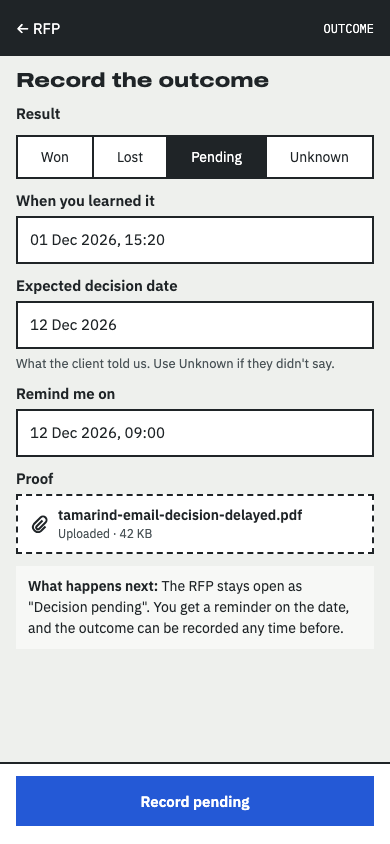 ← RFP
OUTCOME
Record the outcome
Result
Won
Lost
Pending
Unknown
When you learned it
01 Dec 2026, 15:20
Expected decision date
12 Dec 2026
What the client told us. Use Unknown if they didn't say.
Remind me on
12 Dec 2026, 09:00
Proof
tamarind-email-decision-delayed.pdf
Uploaded · 42 KB
What happens next: The RFP stays open as
"Decision pending". You get a reminder on the date,
and the outcome can be recorded any time before.
Record pending